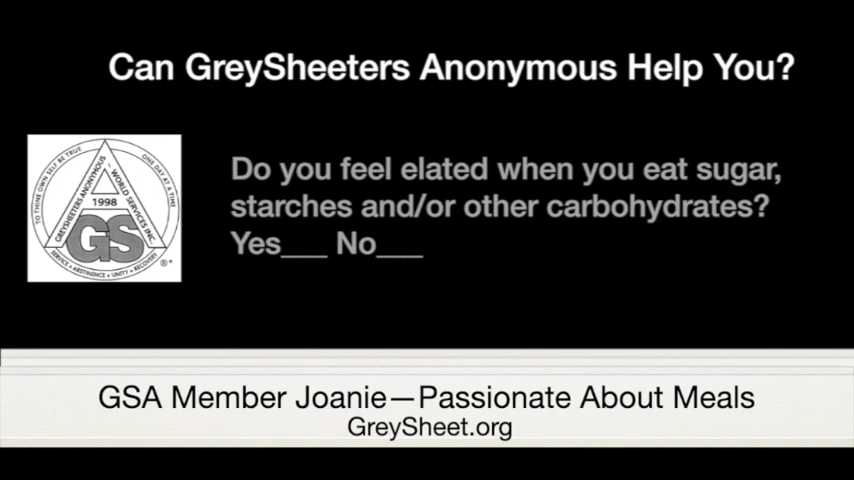 Can GreySheeters Anonymous Help You?
TO THINE OWN SELF BE TRUE
ONE DAY AT A TIME
GREYSHEETERS ANONYMOUS
WORLD SERVICES INC.
1998
GS
SERVICE • ABSTINENCE • UNITY • RECOVERY
®
Do you feel elated when you eat sugar,
starches and/or other carbohydrates?
Yes___ No___
GSA Member Joanie—Passionate About Meals
GreySheet.org